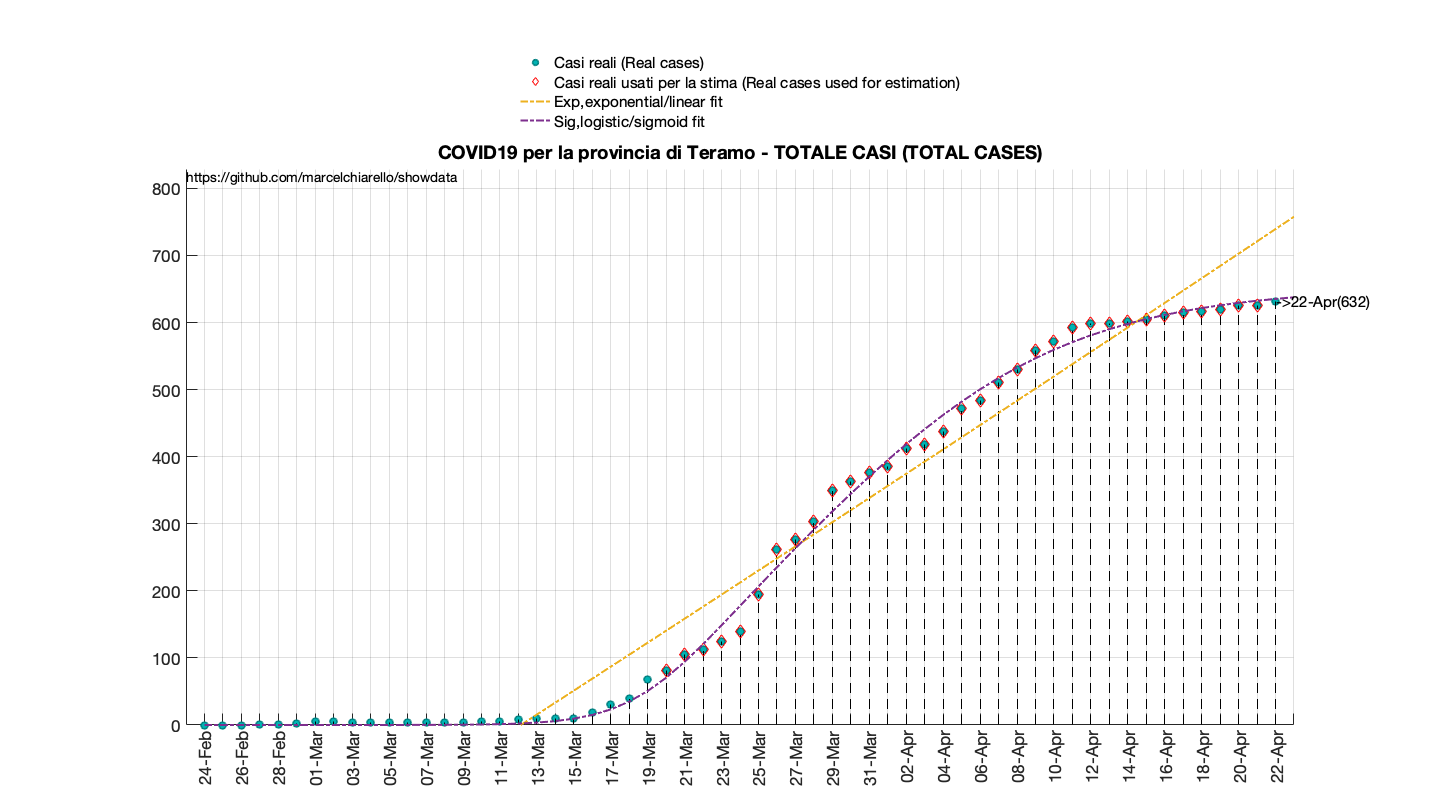 Casi reali (Real cases)
Casi reali usati per la stima (Real cases used for estimation)
Exp,exponential/linear fit
Sig,logistic/sigmoid fit
COVID19 per la provincia di Teramo - TOTALE CASI (TOTAL CASES)
https://github.com/marcelchiarello/showdata
800
700
600
500
400
300
200
100
0
->22-Apr(632)
24-Feb
26-Feb
28-Feb
01-Mar
03-Mar
05-Mar
07-Mar
09-Mar
11-Mar
13-Mar
15-Mar
17-Mar
19-Mar
21-Mar
23-Mar
25-Mar
27-Mar
29-Mar
31-Mar
02-Apr
04-Apr
06-Apr
08-Apr
10-Apr
12-Apr
14-Apr
16-Apr
18-Apr
20-Apr
22-Apr